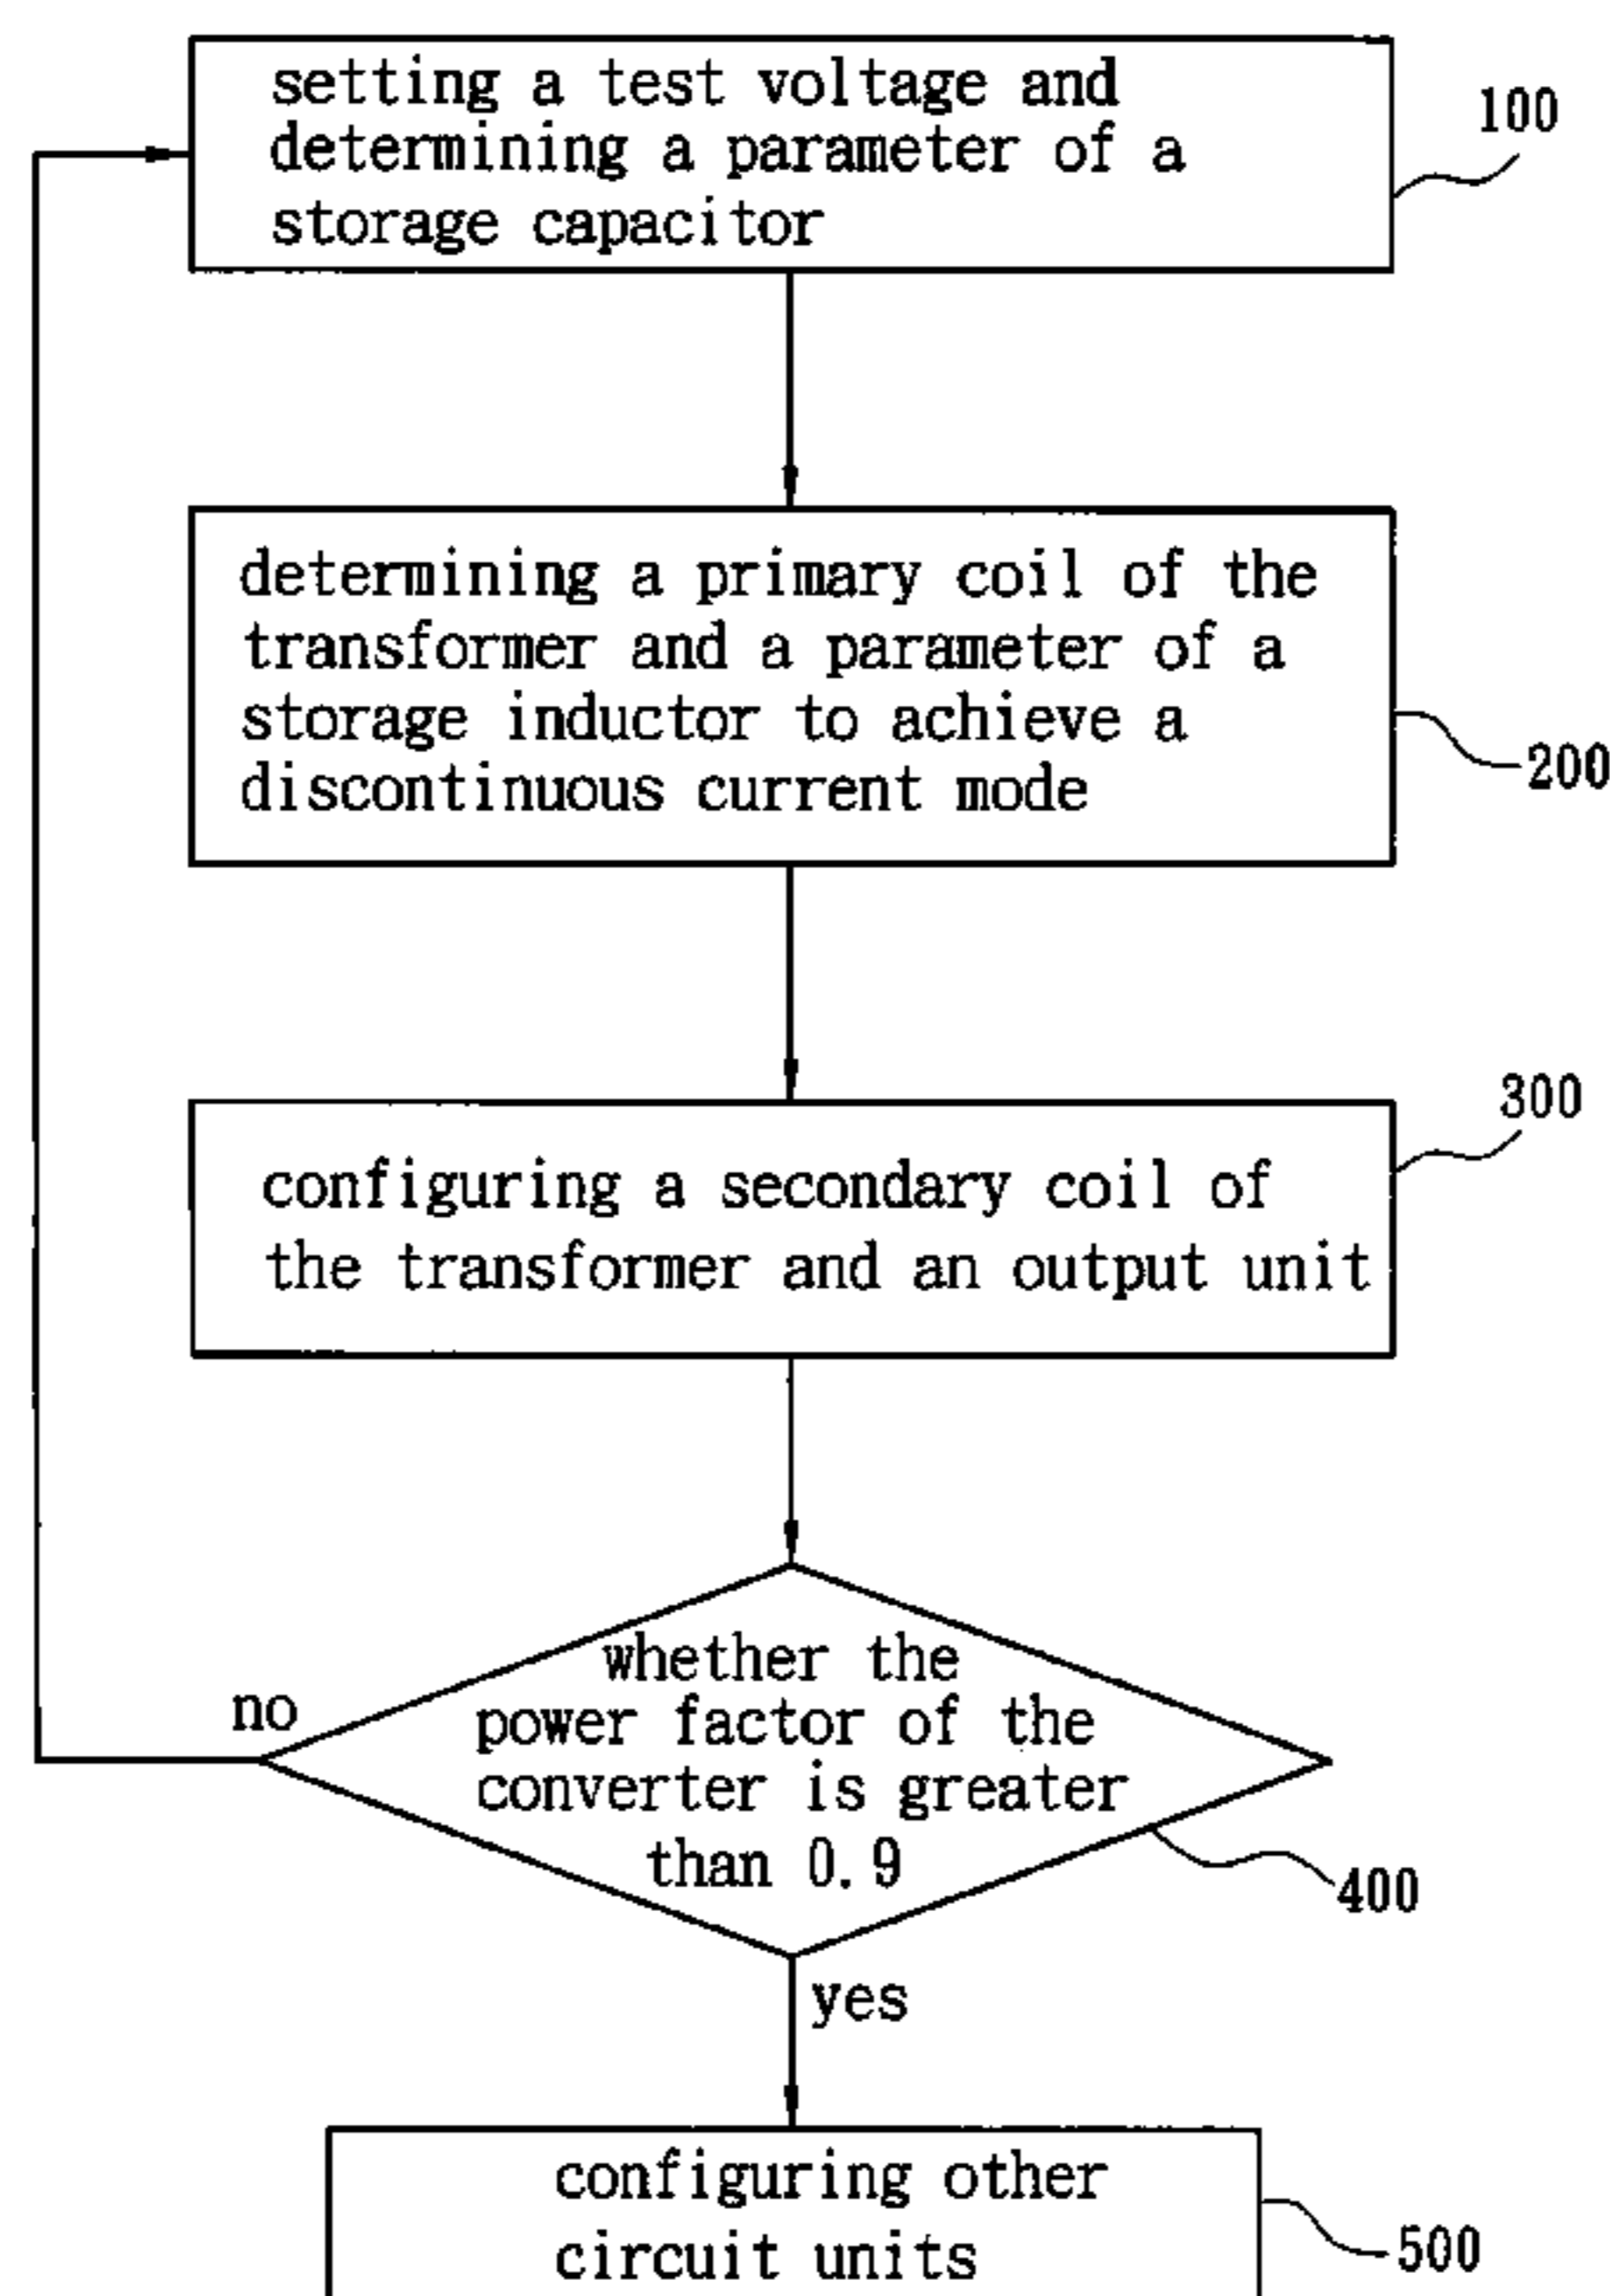 setting a test voltage and
determining a parameter of a
storage capacitor
100
determining a primary coil of the
transformer and a parameter of a
storage inductor to achieve a
discontinuous current mode
200
300
configuring a secondary coil of
the transformer and an output unit
whether the
power factor of the
converter is greater
than 0.9
no
400
yes
configuring other
circuit units
500